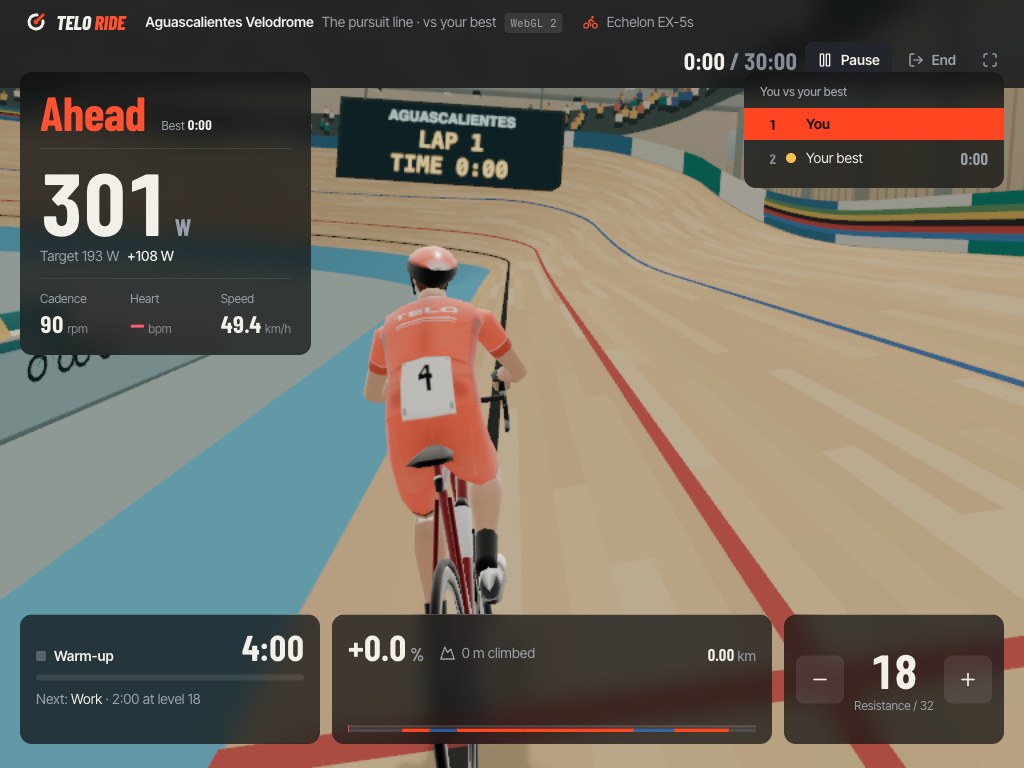 TELO RIDE Aguascalientes Velodrome The pursuit line · vs your best WebGL 2 Echelon EX-5s
0:00 / 30:00 Pause End
Ahead Best 0:00
301 W
Target 193 W +108 W
Cadence Heart Speed
90 rpm – bpm 49.4 km/h
AGUASCALIENTES
LAP 1
TIME 0:00
You vs your best
1 You
2 Your best 0:00
TELO
4
Warm-up 4:00
Next: Work · 2:00 at level 18
+0.0 % 0 m climbed 0.00 km
− 18 +
Resistance / 32